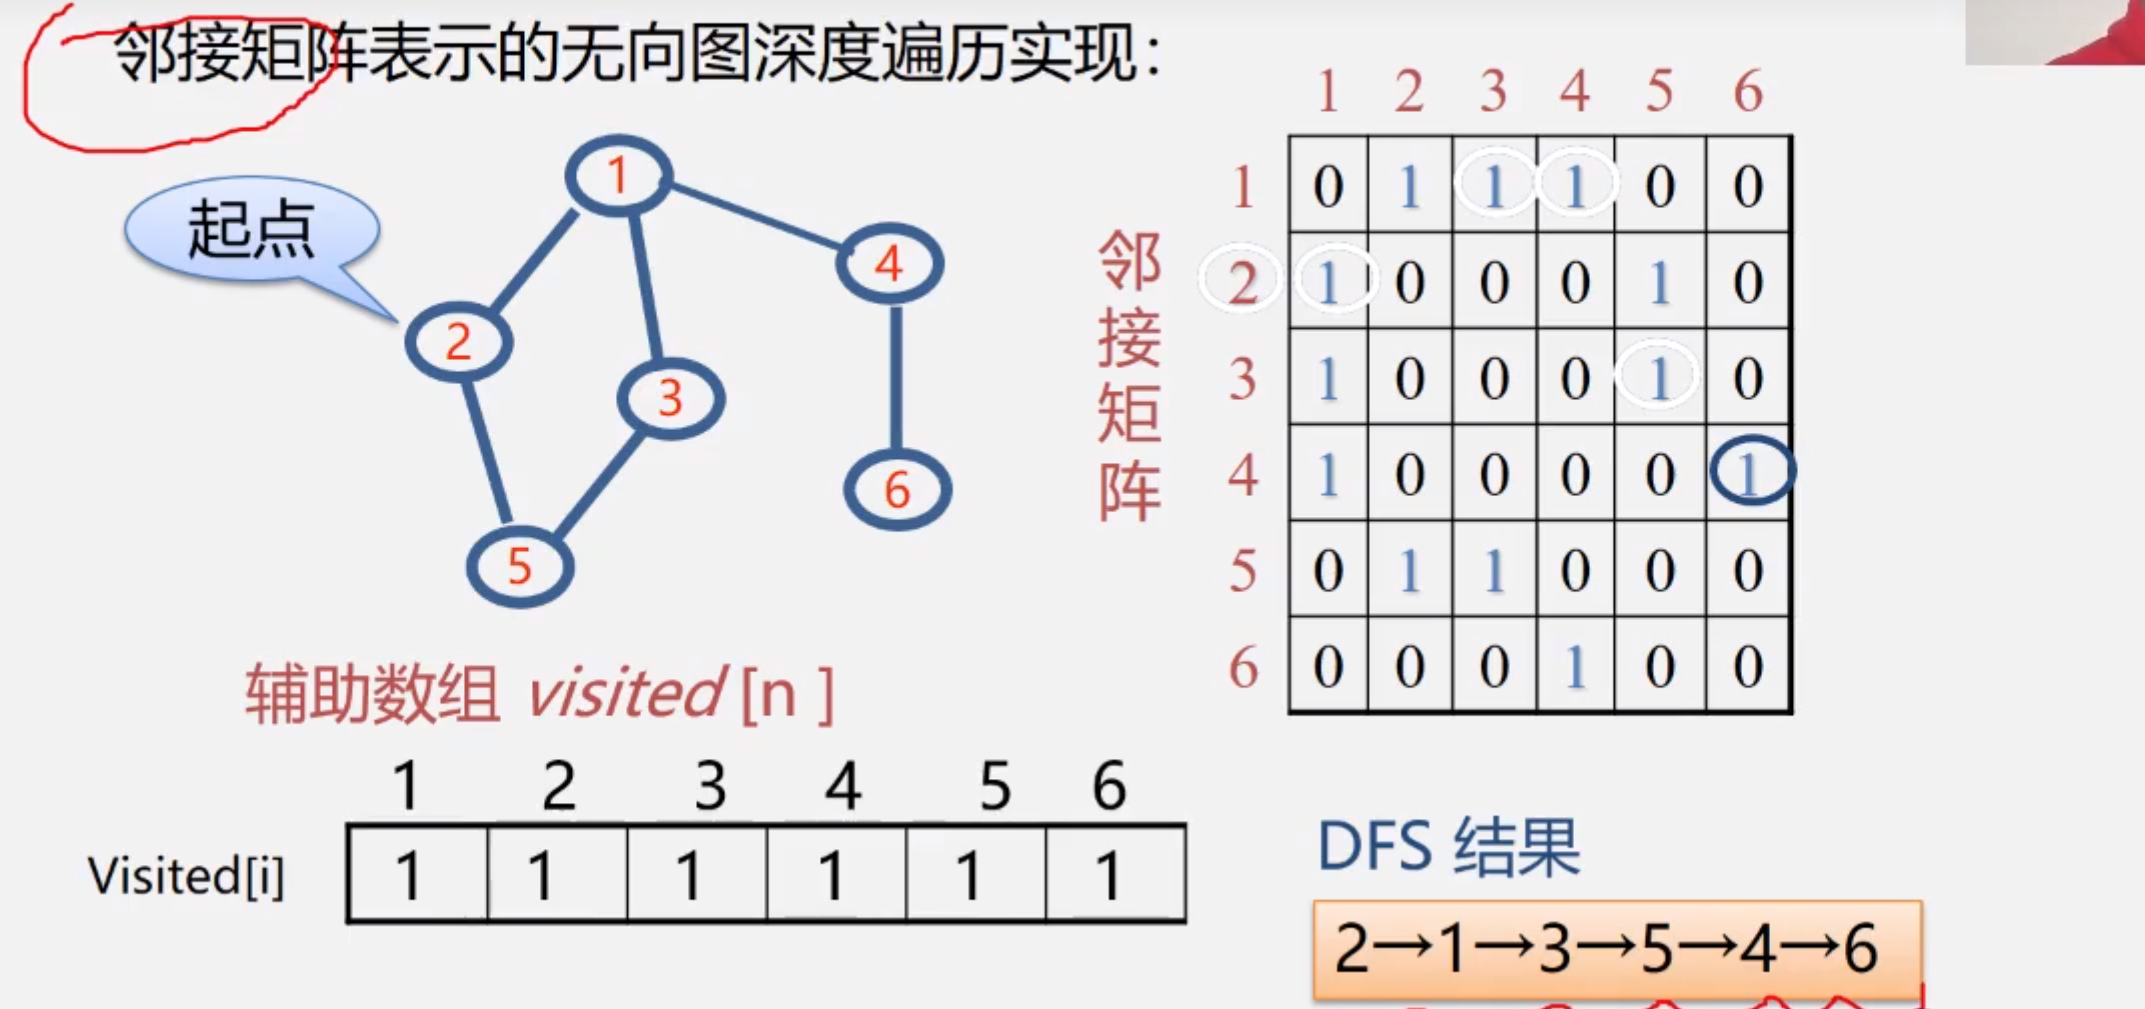 邻接矩阵表示的无向图深度遍历实现：
起点
1
4
2
3
6
5
邻接矩阵
1 2 3 4 5 6
1 0 1 1 1 0 0
2 1 0 0 0 1 0
3 1 0 0 0 1 0
4 1 0 0 0 0 1
5 0 1 1 0 0 0
6 0 0 0 1 0 0
辅助数组 visited [n ]
1 2 3 4 5 6
Visited[i] 1 1 1 1 1 1
DFS 结果
2→1→3→5→4→6